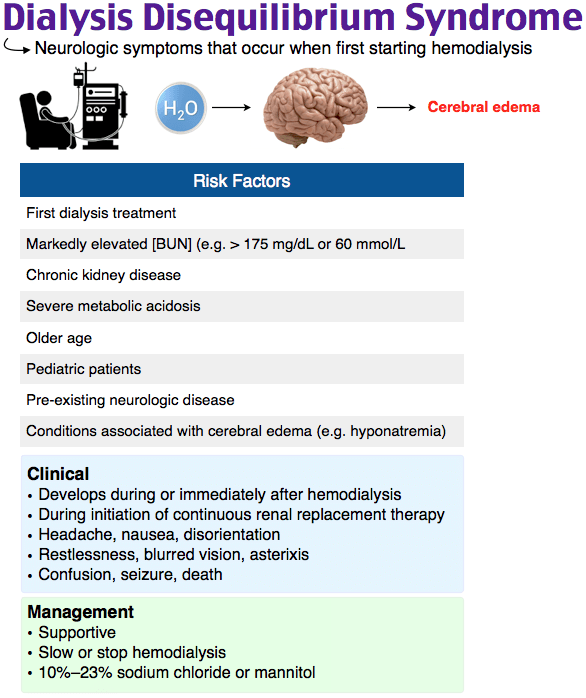 Dialysis Disequilibrium Syndrome
Neurologic symptoms that occur when first starting hemodialysis
H₂O
Cerebral edema
Risk Factors
First dialysis treatment
Markedly elevated [BUN] (e.g. > 175 mg/dL or 60 mmol/L
Chronic kidney disease
Severe metabolic acidosis
Older age
Pediatric patients
Pre-existing neurologic disease
Conditions associated with cerebral edema (e.g. hyponatremia)
Clinical
• Develops during or immediately after hemodialysis
• During initiation of continuous renal replacement therapy
• Headache, nausea, disorientation
• Restlessness, blurred vision, asterixis
• Confusion, seizure, death
Management
• Supportive
• Slow or stop hemodialysis
• 10%–23% sodium chloride or mannitol